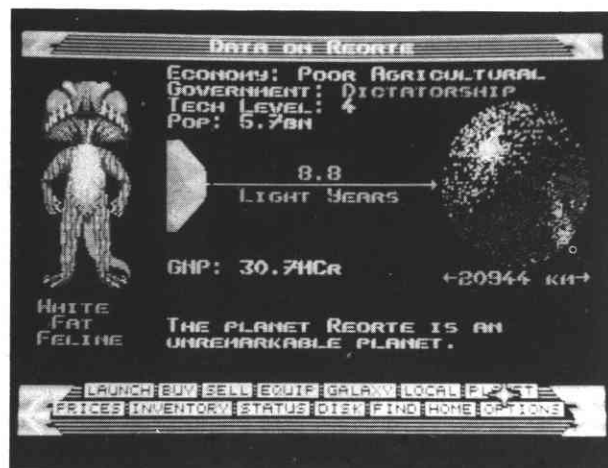 DATA ON REORTE
ECONOMY: POOR AGRICULTURAL
GOVERNMENT: DICTATORSHIP
TECH LEVEL: 4
POP: 5.7BN
8.8
LIGHT YEARS
GNP: 30.7MCR
←20944 KM→
WHITE
FAT
FELINE
THE PLANET REORTE IS AN
UNREMARKABLE PLANET.
LAUNCH BUY SELL EQUIP GALAXY LOCAL PLANET
PRICES INVENTORY STATUS DISK FIND HOME OPTIONS